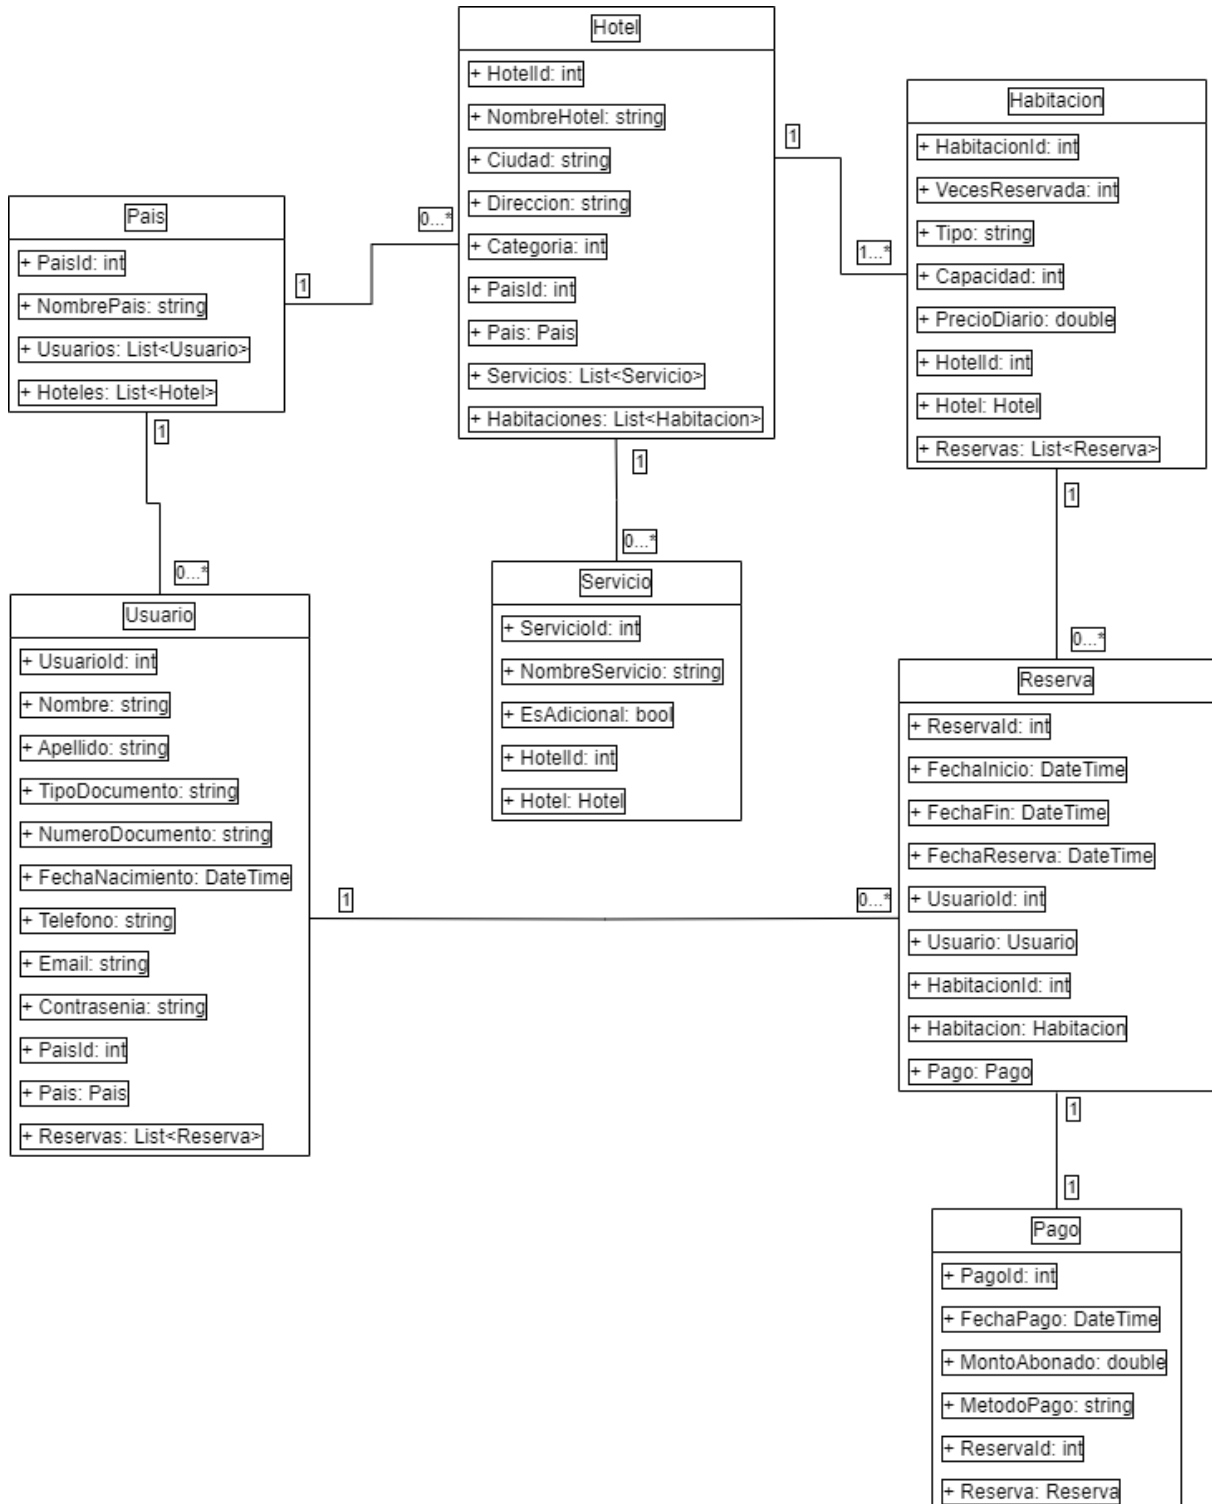 Hotel
+ HotelId: int
+ NombreHotel: string
+ Ciudad: string
+ Direccion: string
+ Categoria: int
+ PaisId: int
+ Pais: Pais
+ Servicios: List<Servicio>
+ Habitaciones: List<Habitacion>
Habitacion
+ HabitacionId: int
+ VecesReservada: int
+ Tipo: string
+ Capacidad: int
+ PrecioDiario: double
+ HotelId: int
+ Hotel: Hotel
+ Reservas: List<Reserva>
1
1...*
Pais
+ PaisId: int
+ NombrePais: string
+ Usuarios: List<Usuario>
+ Hoteles: List<Hotel>
0...*
1
1
0...*
1
0...*
1
0...*
Usuario
+ UsuarioId: int
+ Nombre: string
+ Apellido: string
+ TipoDocumento: string
+ NumeroDocumento: string
+ FechaNacimiento: DateTime
+ Telefono: string
+ Email: string
+ Contrasenia: string
+ PaisId: int
+ Pais: Pais
+ Reservas: List<Reserva>
Servicio
+ ServicioId: int
+ NombreServicio: string
+ EsAdicional: bool
+ HotelId: int
+ Hotel: Hotel
1
0...*
Reserva
+ ReservaId: int
+ FechaInicio: DateTime
+ FechaFin: DateTime
+ FechaReserva: DateTime
+ UsuarioId: int
+ Usuario: Usuario
+ HabitacionId: int
+ Habitacion: Habitacion
+ Pago: Pago
1
1
Pago
+ PagoId: int
+ FechaPago: DateTime
+ MontoAbonado: double
+ MetodoPago: string
+ ReservaId: int
+ Reserva: Reserva